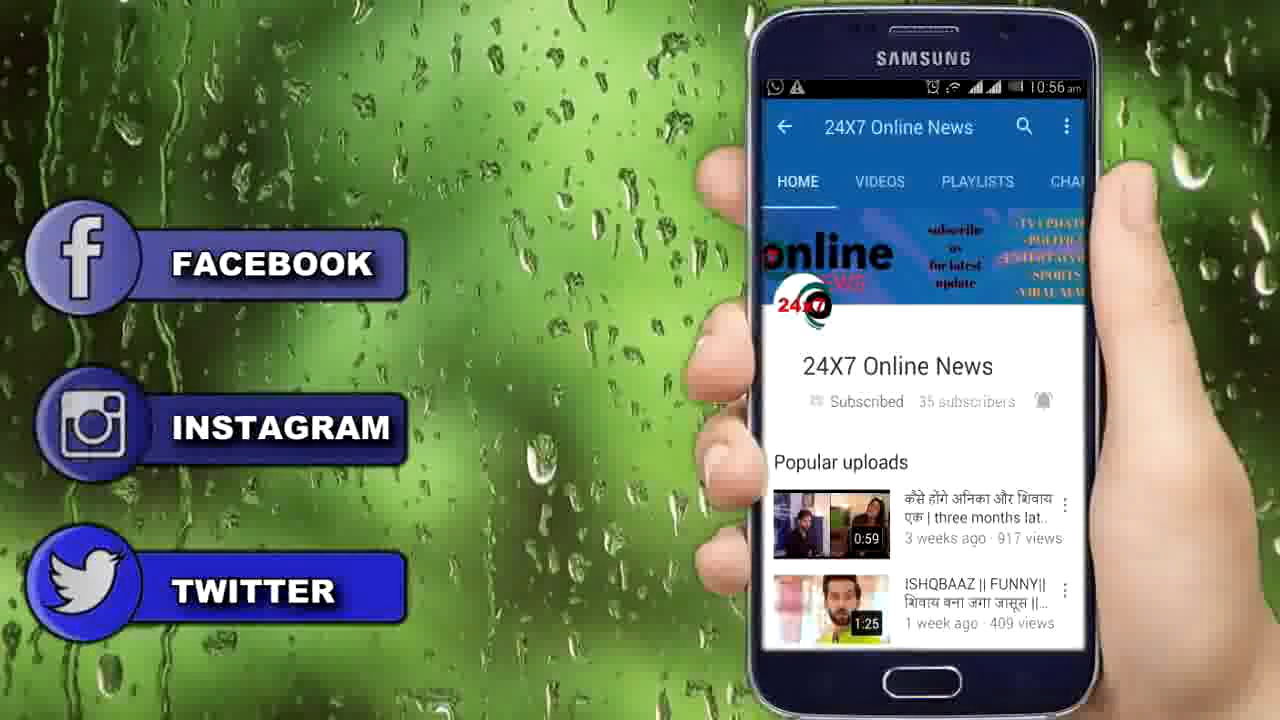 FACEBOOK
INSTAGRAM
TWITTER
SAMSUNG
10:56 am
24X7 Online News
HOME VIDEOS PLAYLISTS CHA
online
subscribe
us
for latest
update
SPORTS
24x7
24X7 Online News
Subscribed 35 subscribers
Popular uploads
0:59
कैसे होंगे अनिका और शिवाय
एक | three months lat..
3 weeks ago · 917 views
1:25
ISHQBAAZ || FUNNY||
शिवाय बना जगा जासूस ||...
1 week ago · 409 views